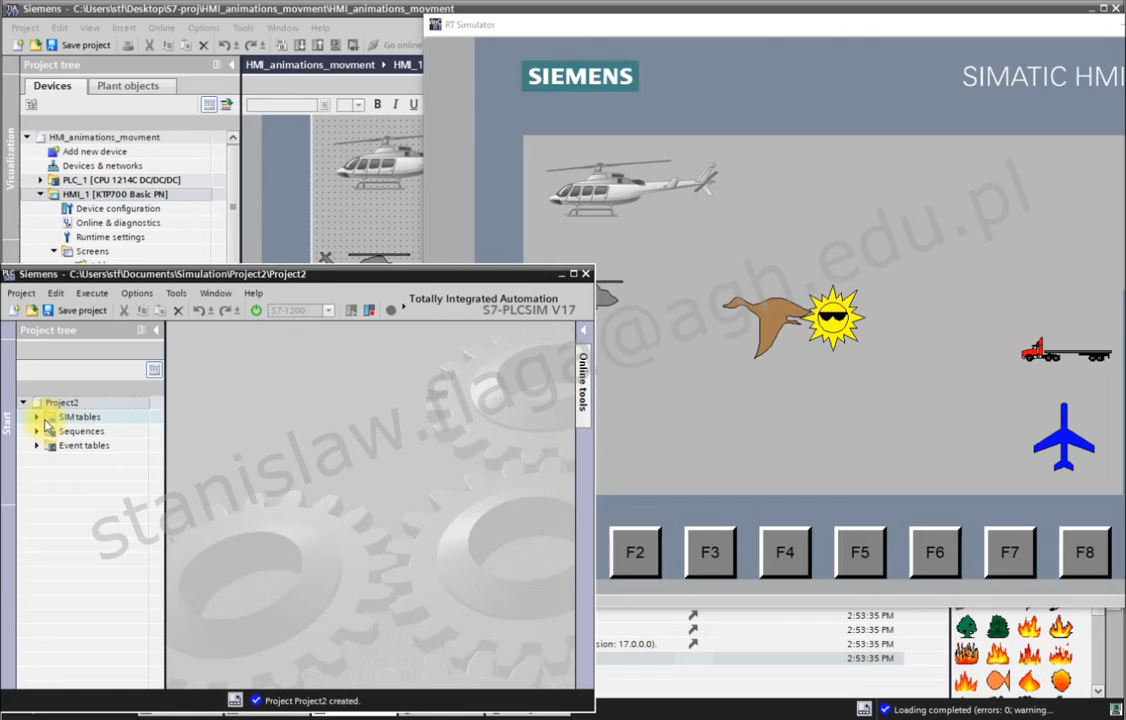 Siemens - C:\Users\stf\Desktop\S7-proj\HMI_animations_movment\HMI_animations_movment
Project Edit View Insert Online Options Tools Window Help
Save project
Go online
Project tree
Devices
Plant objects
Visualization
HMI_animations_movment
Add new device
Devices & networks
PLC_1 [CPU 1214C DC/DC/DC]
HMI_1 [KTP700 Basic PN]
Device configuration
Online & diagnostics
Runtime settings
Screens
HMI_animations_movment HMI_1
B I U
RT Simulator
SIEMENS
SIMATIC HMI
F2 F3 F4 F5 F6 F7 F8
Siemens - C:\Users\stf\Documents\Simulation\Project2\Project2
Project Edit Execute Options Tools Window Help
Totally Integrated Automation
S7-PLCSIM V17
Save project
S7-1200
Project tree
Start
Project2
SIM tables
Sequences
Event tables
Online tools
Project Project2 created.
2:53:35 PM
2:53:35 PM
sion: 17.0.0.0). 2:53:35 PM
2:53:35 PM
Loading completed (errors: 0; warning...
stanislaw.flaga@agh.edu.pl